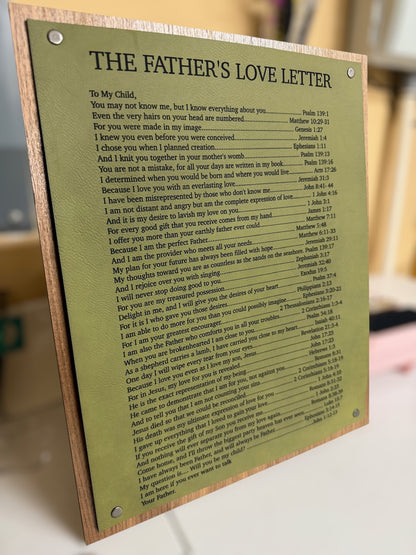 THE FATHER'S LOVE LETTER
To My Child,
You may not know me, but I know everything about you.....Psalm 139:1
Even the very hairs on your head are numbered.....Matthew 10:29-31
For you were made in my image.....Genesis 1:27
I knew you even before you were conceived.....Jeremiah 1:4
I chose you when I planned creation.....Ephesians 1:11
And I knit you together in your mother's womb.....Psalm 139:13
You are not a mistake, for all your days are written in my book.....Psalm 139:16
I determined when you would be born and where you would live.....Acts 17:26
Because I love you with an everlasting love.....Jeremiah 31:3
I have been misrepresented by those who don't know me.....John 8:41- 44
I am not distant and angry but am the complete expression of love.....1 John 4:16
And it is my desire to lavish my love on you.....1 John 3:1
For every good gift that you receive comes from my hand.....James 1:17
I offer you more than your earthly father ever could.....Matthew 7:11
Because I am the perfect Father.....Matthew 5:48
And I am the provider who meets all your needs.....Matthew 6:31-33
My plan for your future has always been filled with hope.....Jeremiah 29:11
My thoughts toward you are as countless as the sands on the seashore. Psalm 139:17
And I rejoice over you with singing.....Zephaniah 3:17
I will never stop doing good to you.....Jeremiah 32:40
For you are my treasured possession.....Exodus 19:5
Delight in me, and I will give you the desires of your heart.....Psalm 37:4
For it is I who gave you those desires.....Philippians 2:13
I am able to do more for you than you could possibly imagine.....Ephesians 3:20-21
For I am your greatest encourager.....2 Thessalonians 2:16-17
I am also the Father who comforts you in all your troubles.....2 Corinthians 1:3-4
When you are brokenhearted I am close to you.....Psalm 34:18
As a shepherd carries a lamb, I have carried you close to my heart.....Isaiah 40:11
One day I will wipe every tear from your eyes.....Revelation 21:3-4
Because I love you even as I love my son, Jesus.....John 17:23
For in Jesus, my love for you is revealed.....John 17:26
He is the exact representation of my being.....Hebrews 1:3
He came to demonstrate that I am for you, not against you.....Romans 8:31
And to tell you that I am not counting your sins.....2 Corinthians 5:18-19
Jesus died so that we could be reconciled.....2 Corinthians 5:18-19
His death was my ultimate expression of love for you.....1 John 4:10
I gave up everything that I loved to gain your love.....Romans 8:31-32
If you receive the gift of my Son you receive me.....1 John 2:23
And nothing will ever separate you from my love again.....Romans 8:38-39
Come home, and I'll throw the biggest party heaven has ever seen.....Luke 15:7
I have always been Father, and will always be Father.....Ephesians 3:14-15
My question is.... Will you be my child?.....John 1:12-13
I am here if you ever want to talk
Your Father.